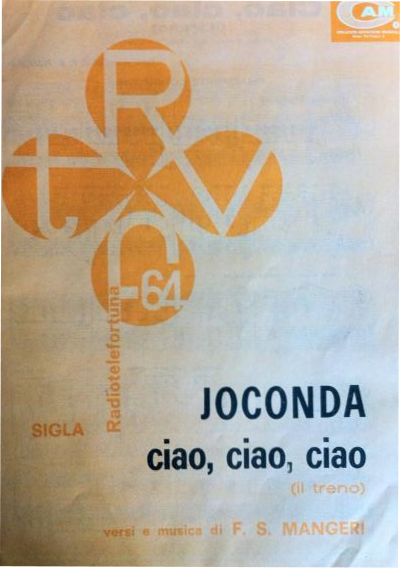 CAM
R
t V
n-64
Radiotelefortuna
SIGLA
JOCONDA
ciao, ciao, ciao
(il treno)
versi e musica di F. S. MANGERI